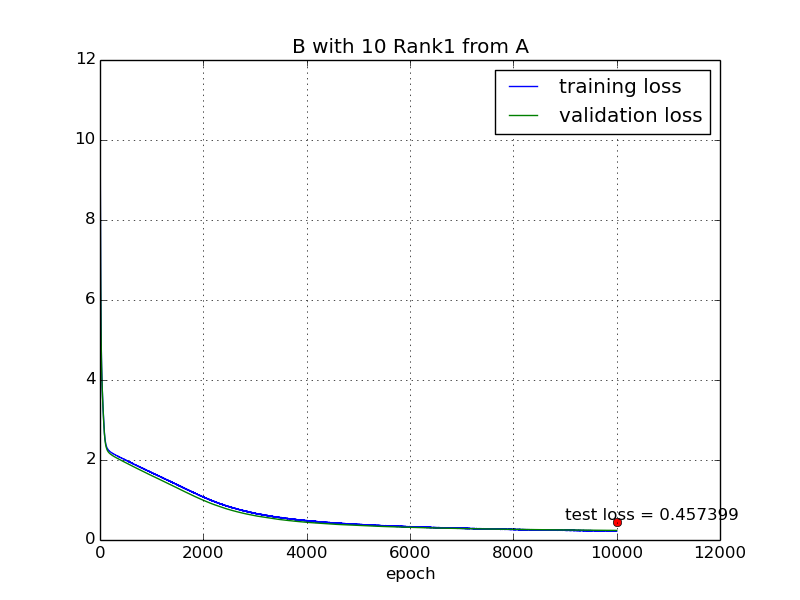 B with 10 Rank1 from A
12
10
8
6
4
2
0
training loss
validation loss
test loss = 0.457399
0 2000 4000 6000 8000 10000 12000
epoch